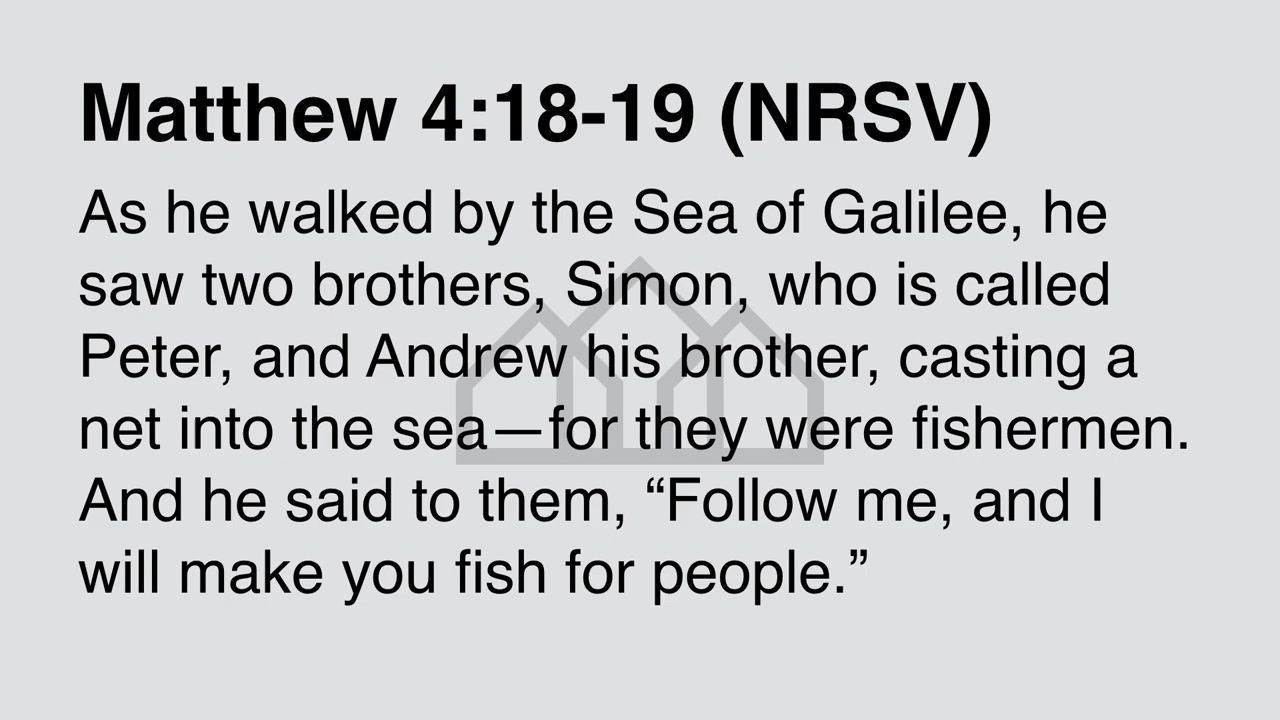 Matthew 4:18-19 (NRSV)
As he walked by the Sea of Galilee, he
saw two brothers, Simon, who is called
Peter, and Andrew his brother, casting a
net into the sea—for they were fishermen.
And he said to them, “Follow me, and I
will make you fish for people.”